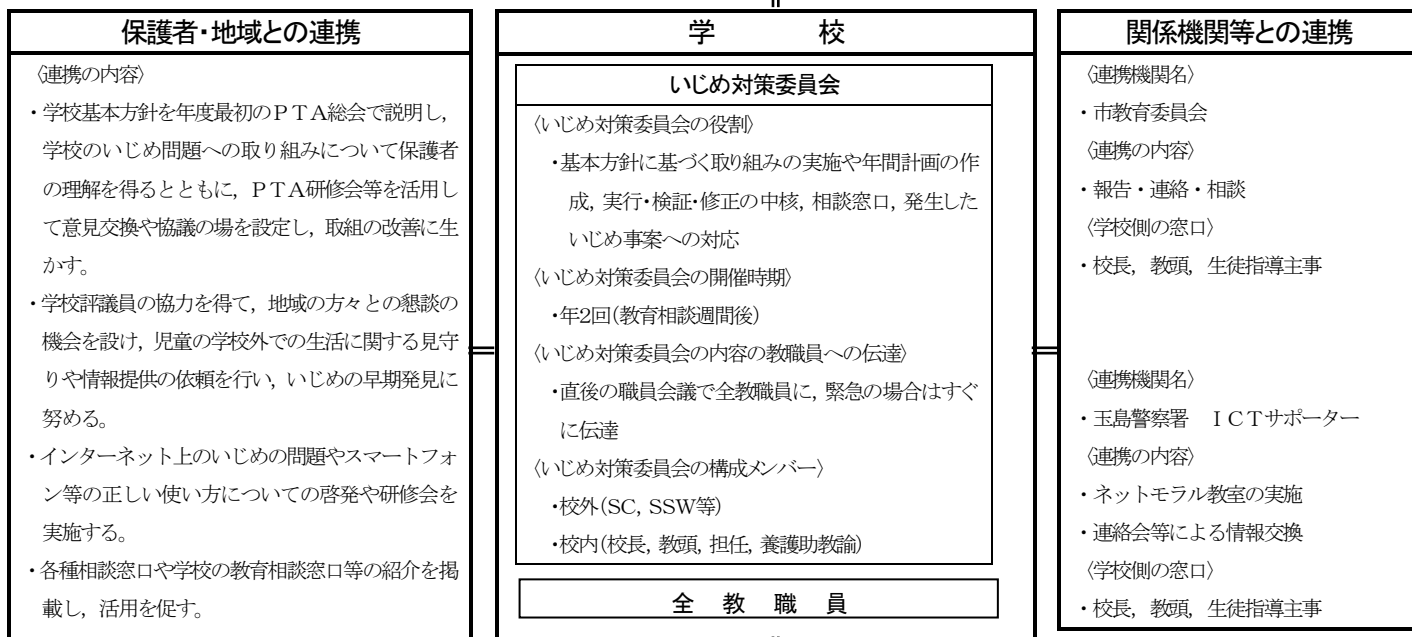 保護者・地域との連携
〈連携の内容〉
・学校基本方針を年度最初のＰＴＡ総会で説明し，
学校のいじめ問題への取り組みについて保護者
の理解を得るとともに，ＰＴＡ研修会等を活用し
て意見交換や協議の場を設定し，取組の改善に生
かす。
・学校評議員の協力を得て，地域の方々との懇談の
機会を設け，児童の学校外での生活に関する見守
りや情報提供の依頼を行い，いじめの早期発見に
努める。
・インターネット上のいじめの問題やスマートフォ
ン等の正しい使い方についての啓発や研修会を
実施する。
・各種相談窓口や学校の教育相談窓口等の紹介を掲
載し，活用を促す。
学　校
いじめ対策委員会
〈いじめ対策委員会の役割〉
・基本方針に基づく取り組みの実施や年間計画の作
成，実行・検証・修正の中核，相談窓口，発生した
いじめ事案への対応
〈いじめ対策委員会の開催時期〉
・年2回（教育相談週間後）
〈いじめ対策委員会の内容の教職員への伝達〉
・直後の職員会議で全教職員に，緊急の場合はすぐ
に伝達
〈いじめ対策委員会の構成メンバー〉
・校外（SC，SSW等）
・校内（校長，教頭，担任，養護助教諭）
全　教　職　員
関係機関等との連携
〈連携機関名〉
・市教育委員会
〈連携の内容〉
・報告・連絡・相談
〈学校側の窓口〉
・校長，教頭，生徒指導主事
〈連携機関名〉
・玉島警察署　ＩＣＴサポーター
〈連携の内容〉
・ネットモラル教室の実施
・連絡会等による情報交換
〈学校側の窓口〉
・校長，教頭，生徒指導主事